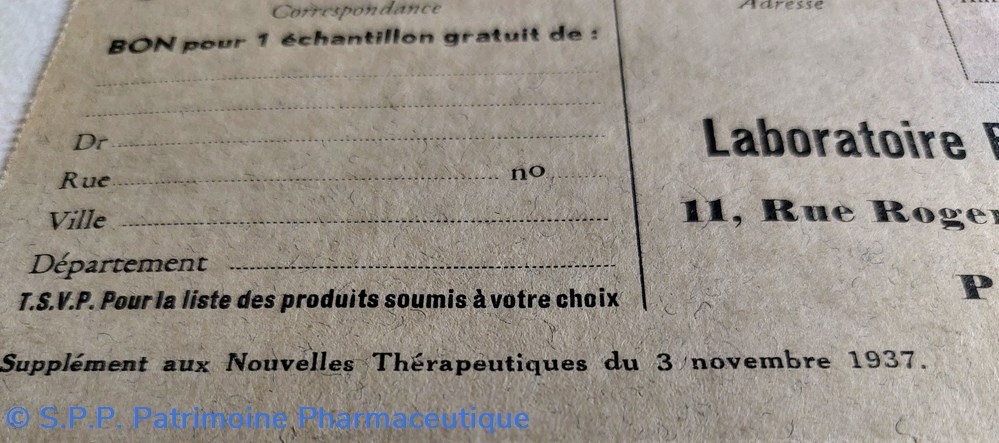 Correspondance
BON pour 1 échantillon gratuit de :
Dr
Rue no
Ville
Département
T.S.V.P. Pour la liste des produits soumis à votre choix
Adresse
Laboratoire
11, Rue Roger
P
Supplément aux Nouvelles Thérapeutiques du 3 novembre 1937.
© S.P.P. Patrimoine Pharmaceutique